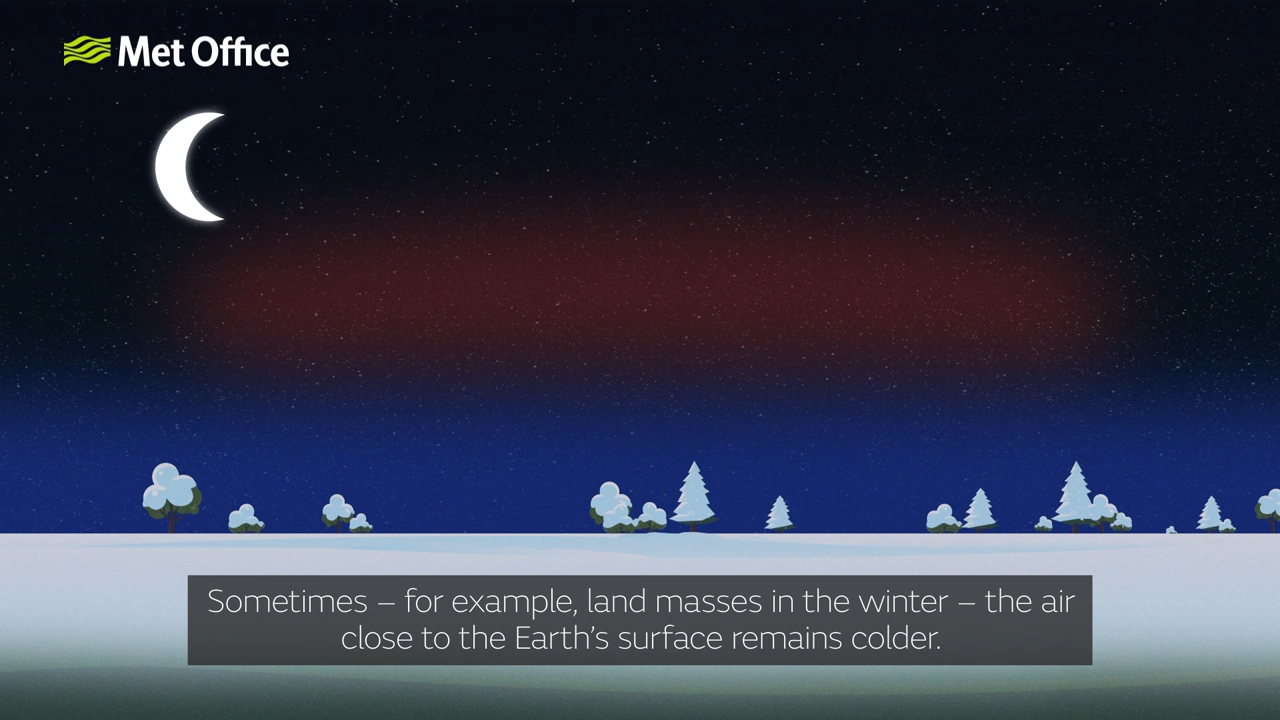 Met Office
Sometimes – for example, land masses in the winter – the air
close to the Earth’s surface remains colder.